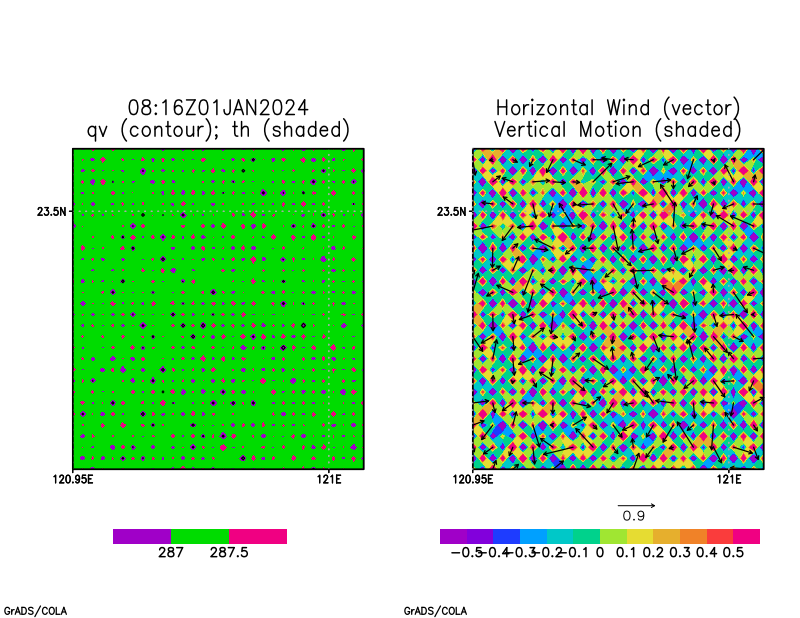 08:16Z01JAN2024
qv (contour); th (shaded)
23.5N
120.95E
121E
287
287.5
GrADS/COLA
Horizontal Wind (vector)
Vertical Motion (shaded)
23.5N
120.95E
121E
0.9
-0.5 -0.4 -0.3 -0.2 -0.1 0 0.1 0.2 0.3 0.4 0.5
GrADS/COLA